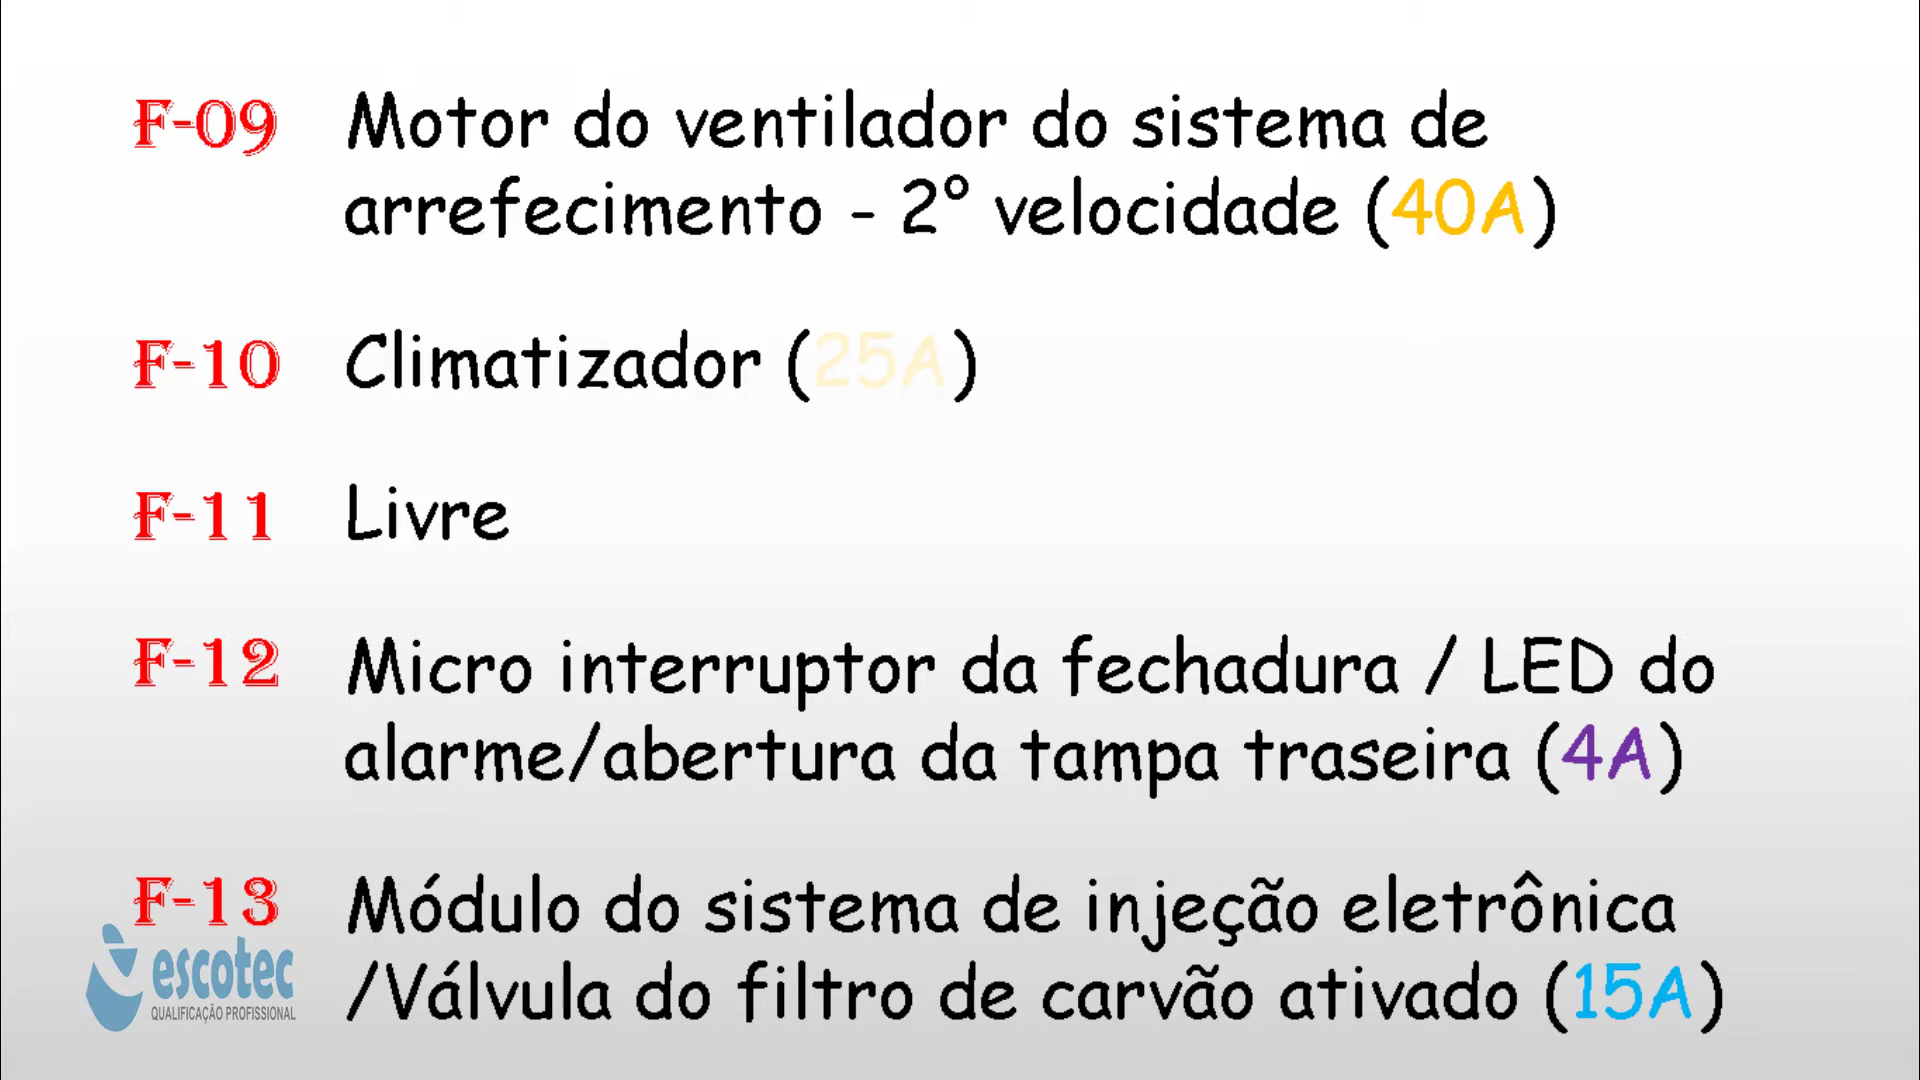 F-09 Motor do ventilador do sistema de
arrefecimento - 2° velocidade (40A)
F-10 Climatizador (25A)
F-11 Livre
F-12 Micro interruptor da fechadura / LED do
alarme/abertura da tampa traseira (4A)
F-13 Módulo do sistema de injeção eletrônica
/Válvula do filtro de carvão ativado (15A)
escotec
QUALIFICAÇÃO PROFISSIONAL